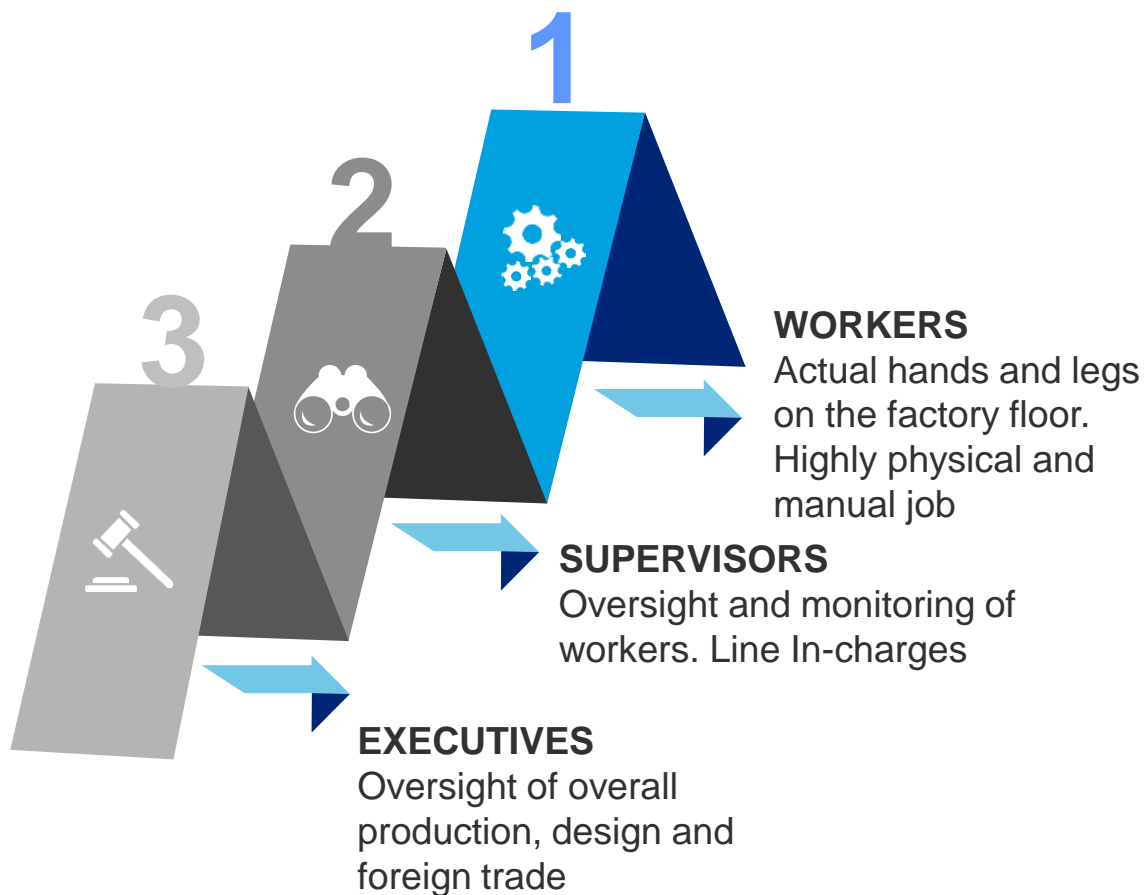 1
2
3
WORKERS
Actual hands and legs
on the factory floor.
Highly physical and
manual job
SUPERVISORS
Oversight and monitoring of
workers. Line In-charges
EXECUTIVES
Oversight of overall
production, design and
foreign trade